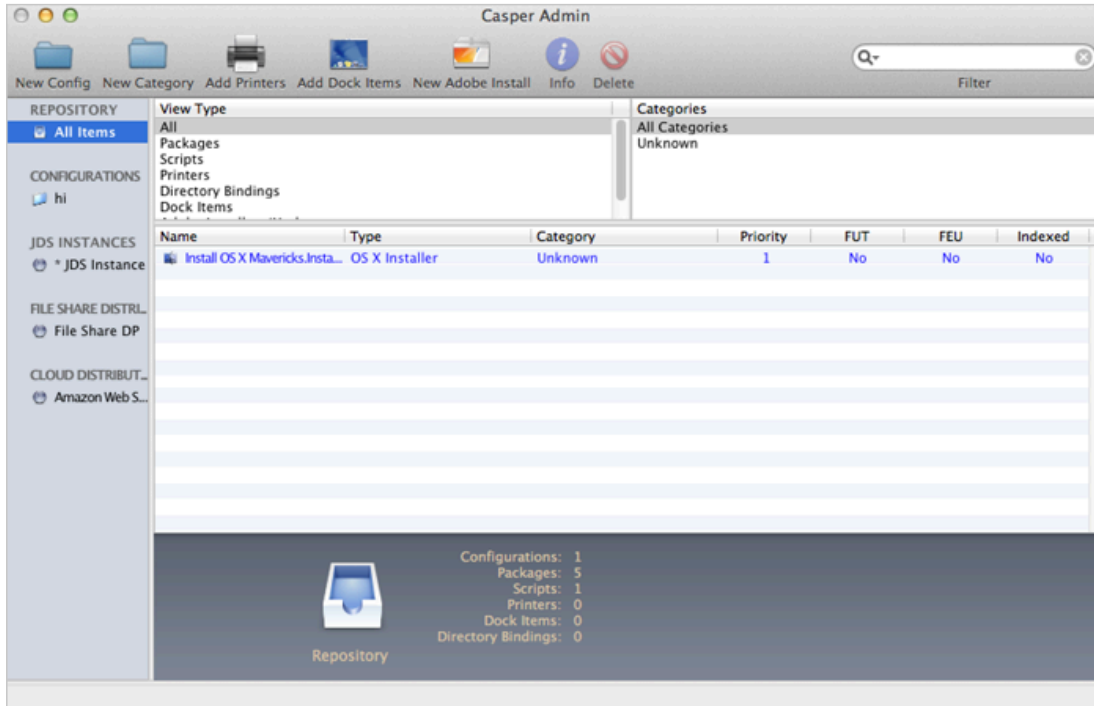 Casper Admin
New Config New Category Add Printers Add Dock Items New Adobe Install Info Delete Filter
REPOSITORY
All Items
CONFIGURATIONS
hi
JDS INSTANCES
* JDS Instance
FILE SHARE DISTRI...
File Share DP
CLOUD DISTRIBUT...
Amazon Web S...
View Type
All
Packages
Scripts
Printers
Directory Bindings
Dock Items
Categories
All Categories
Unknown
Name Type Category Priority FUT FEU Indexed
Install OS X Mavericks.Insta... OS X Installer Unknown 1 No No No
Configurations: 1
Packages: 5
Scripts: 1
Printers: 0
Dock Items: 0
Directory Bindings: 0
Repository